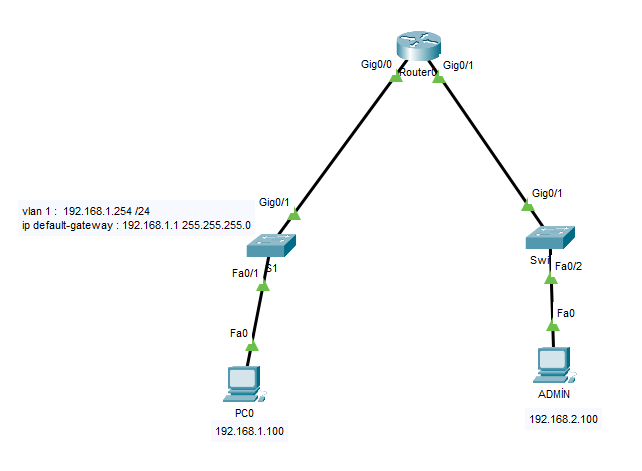 Gig0/0
Router0
Gig0/1
Gig0/1
Gig0/1
vlan 1 :  192.168.1.254 /24
ip default-gateway : 192.168.1.1 255.255.255.0
S1
Swi
Fa0/1
Fa0/2
Fa0
Fa0
PC0
192.168.1.100
ADMİN
192.168.2.100